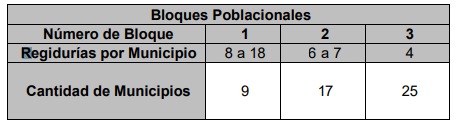 Bloques Poblacionales
Número de Bloque 1 2 3
Regidurías por Municipio 8 a 18 6 a 7 4
Cantidad de Municipios 9 17 25